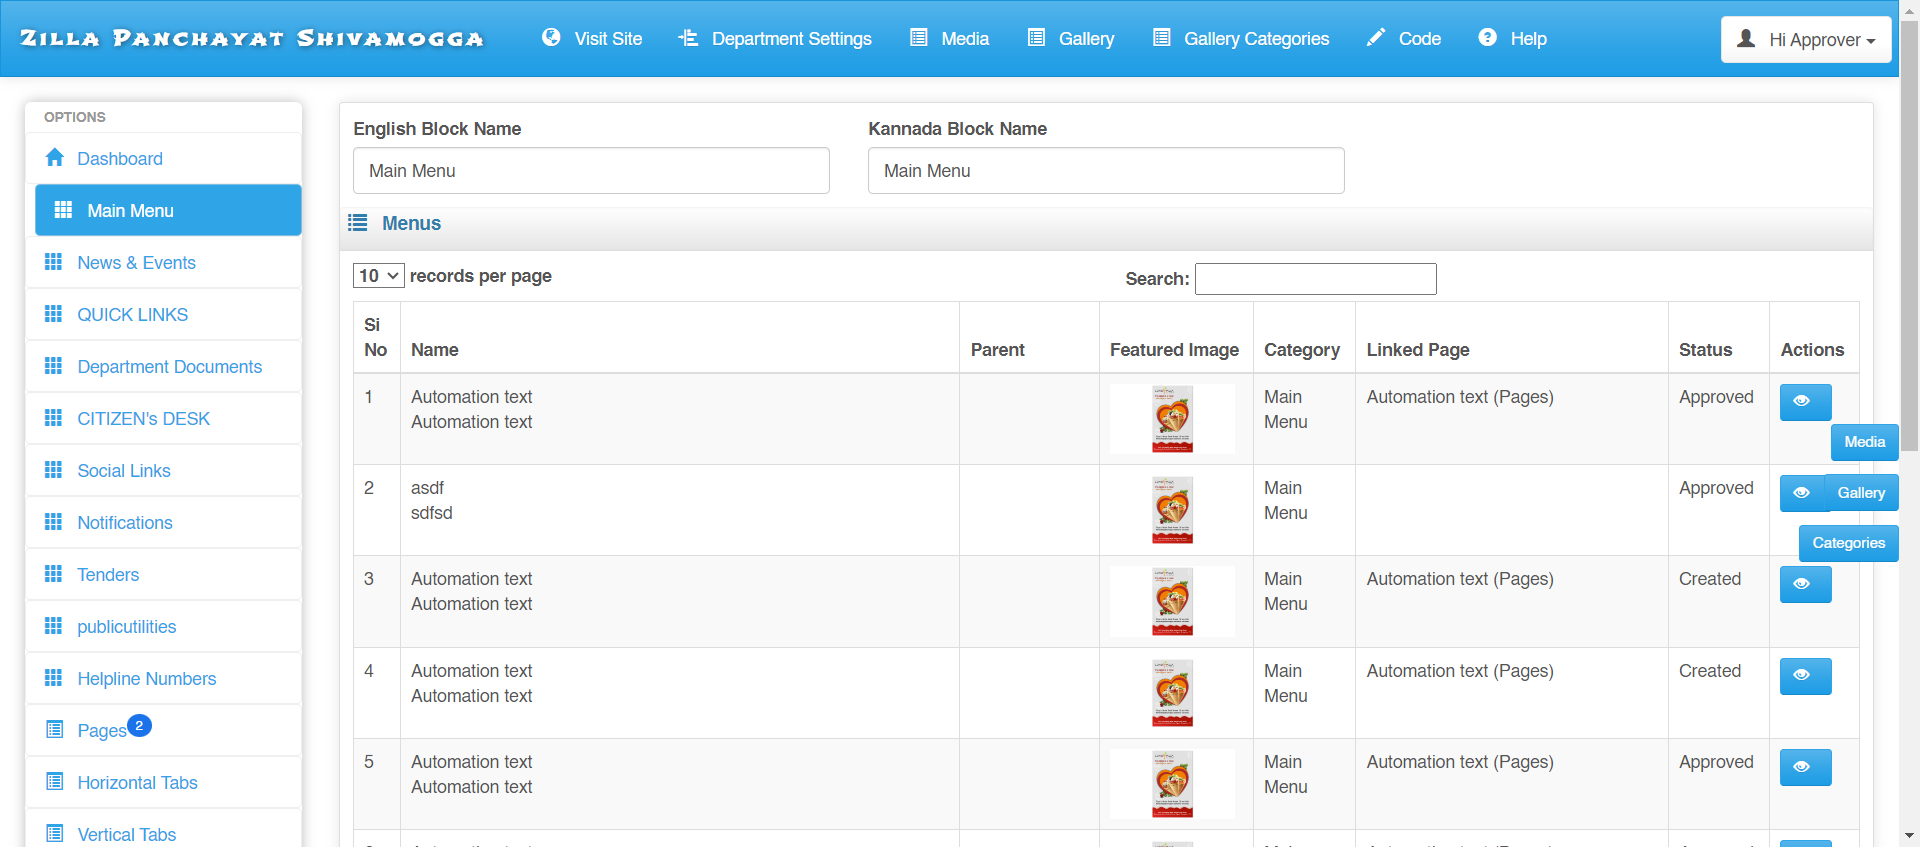 Zilla Panchayat Shivamogga
Visit Site
Department Settings
Media
Gallery
Gallery Categories
Code
Help
Hi Approver
OPTIONS
Dashboard
Main Menu
News & Events
QUICK LINKS
Department Documents
CITIZEN's DESK
Social Links
Notifications
Tenders
publicutilities
Helpline Numbers
Pages 2
Horizontal Tabs
Vertical Tabs
English Block Name
Kannada Block Name
Main Menu
Main Menu
Menus
10 records per page
Search:
Si No
Name
Parent
Featured Image
Category
Linked Page
Status
Actions
1
Automation text
Automation text
Main
Menu
Automation text (Pages)
Approved
2
asdf
sdfsd
Main
Menu
Approved
3
Automation text
Automation text
Main
Menu
Automation text (Pages)
Created
4
Automation text
Automation text
Main
Menu
Automation text (Pages)
Created
5
Automation text
Automation text
Main
Menu
Automation text (Pages)
Approved
Media
Gallery
Categories